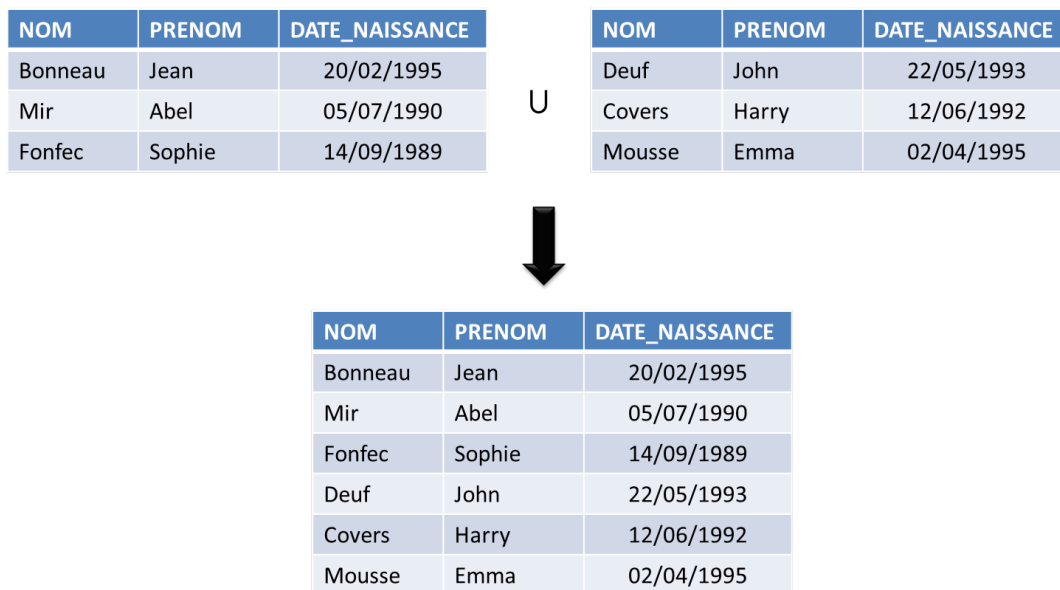 NOM PRENOM DATE_NAISSANCE
Bonneau Jean 20/02/1995
Mir Abel 05/07/1990
Fonfec Sophie 14/09/1989
U
NOM PRENOM DATE_NAISSANCE
Deuf John 22/05/1993
Covers Harry 12/06/1992
Mousse Emma 02/04/1995
NOM PRENOM DATE_NAISSANCE
Bonneau Jean 20/02/1995
Mir Abel 05/07/1990
Fonfec Sophie 14/09/1989
Deuf John 22/05/1993
Covers Harry 12/06/1992
Mousse Emma 02/04/1995